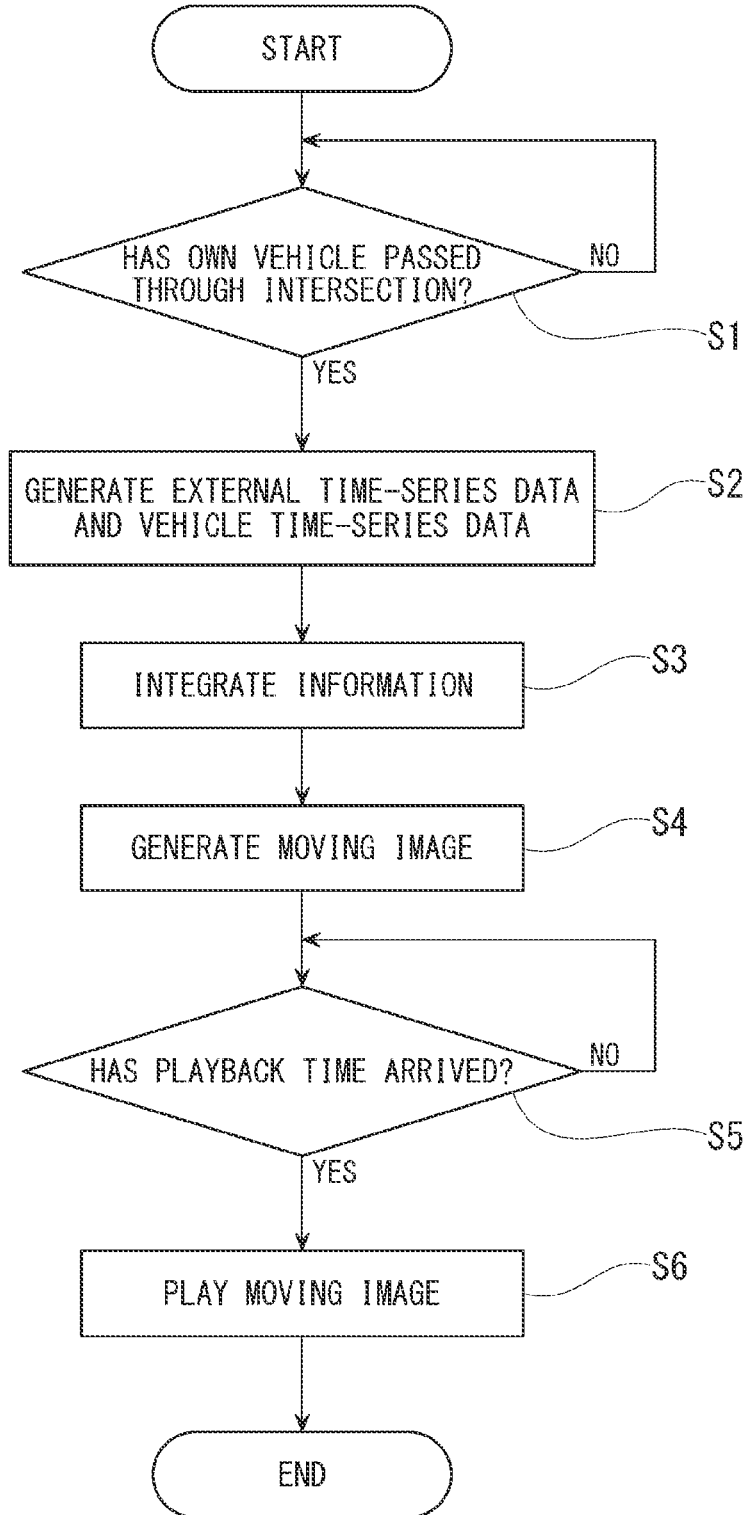 START
HAS OWN VEHICLE PASSED
THROUGH INTERSECTION?
NO
S1
YES
GENERATE EXTERNAL TIME-SERIES DATA
AND VEHICLE TIME-SERIES DATA
S2
INTEGRATE INFORMATION
S3
GENERATE MOVING IMAGE
S4
HAS PLAYBACK TIME ARRIVED?
NO
S5
YES
PLAY MOVING IMAGE
S6
END